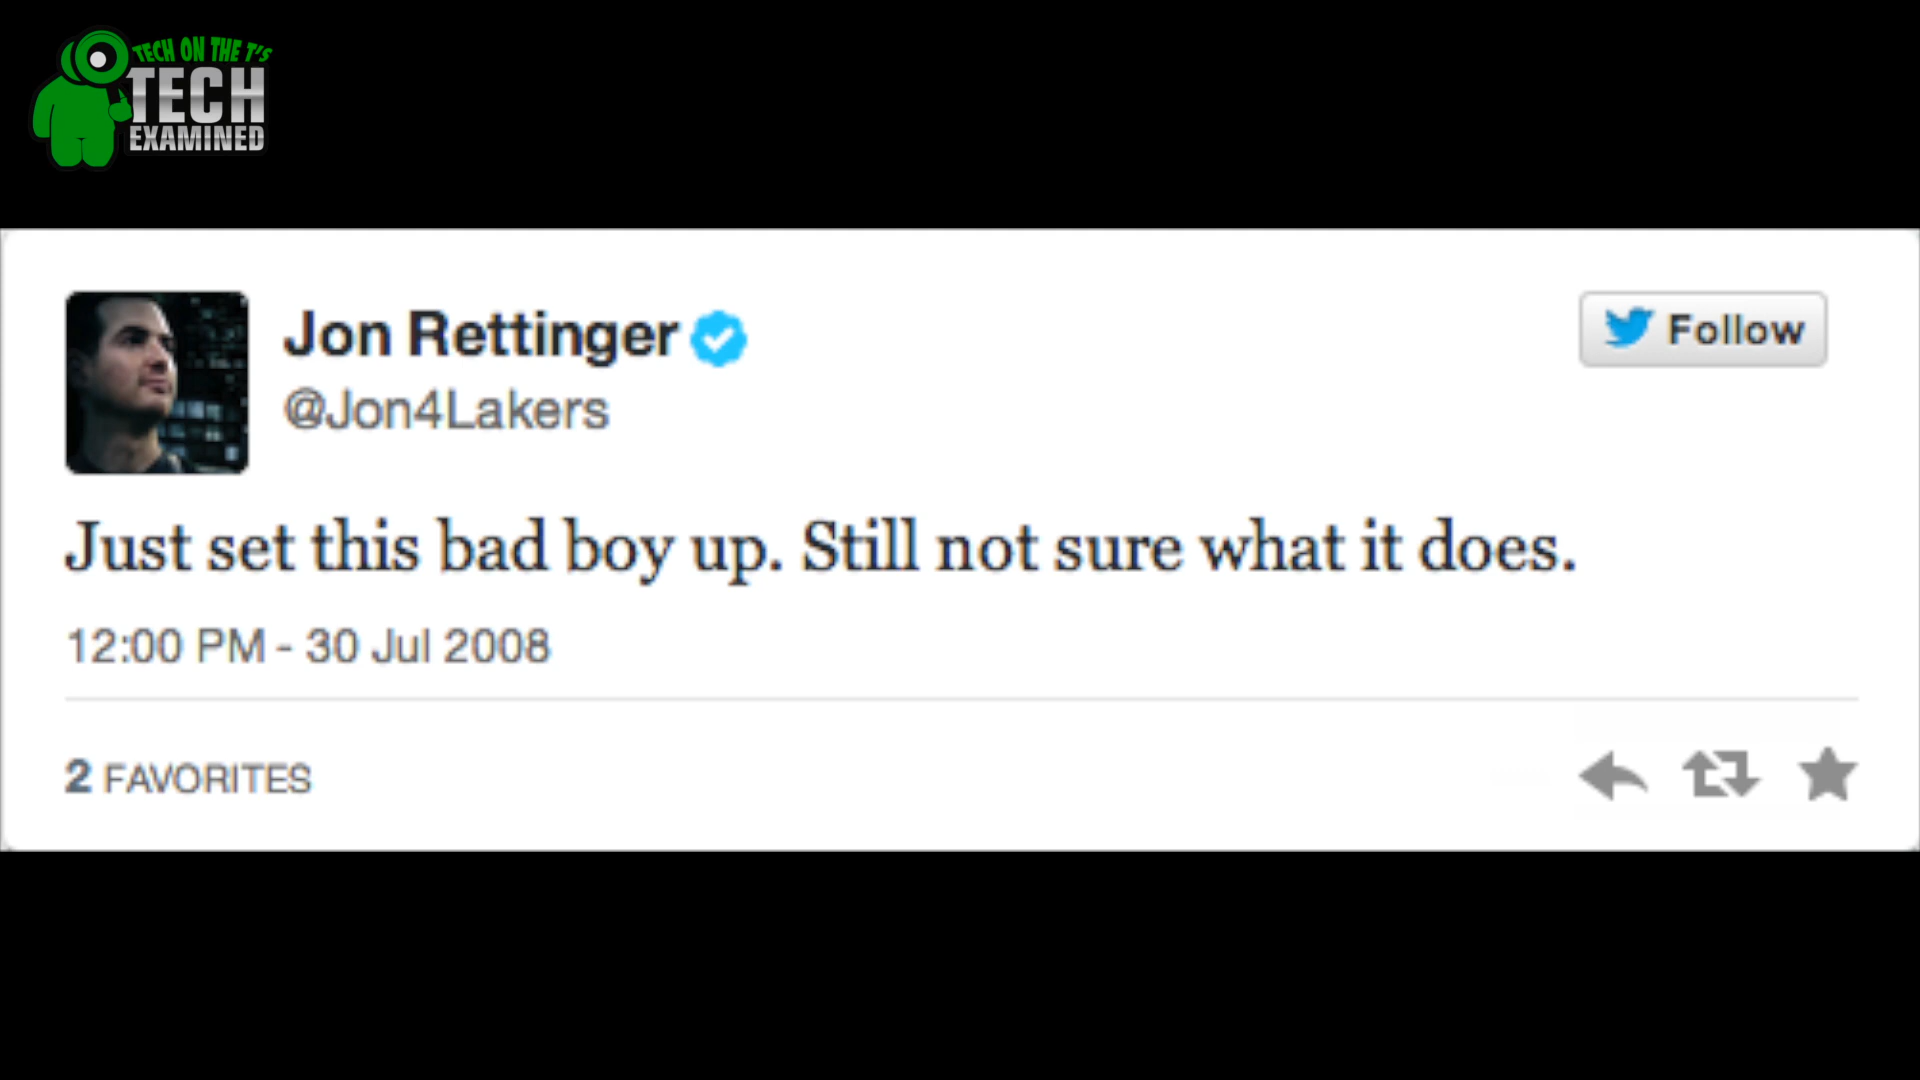 TECH ON THE T'S
TECH
EXAMINED
Jon Rettinger
@Jon4Lakers
Follow
Just set this bad boy up. Still not sure what it does.
12:00 PM - 30 Jul 2008
2 FAVORITES